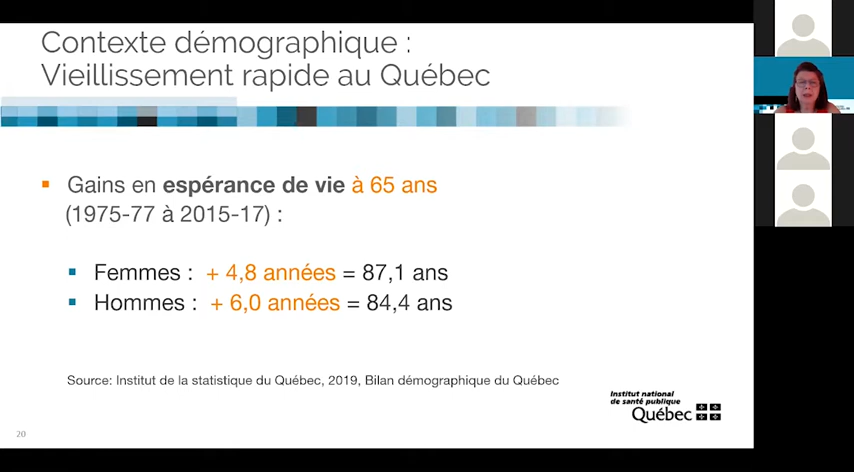 Contexte démographique :
Vieillissement rapide au Québec
Gains en espérance de vie à 65 ans
(1975-77 à 2015-17) :
Femmes : + 4,8 années = 87,1 ans
Hommes : + 6,0 années = 84,4 ans
Source: Institut de la statistique du Québec, 2019, Bilan démographique du Québec
Institut national
de santé publique
Québec
20